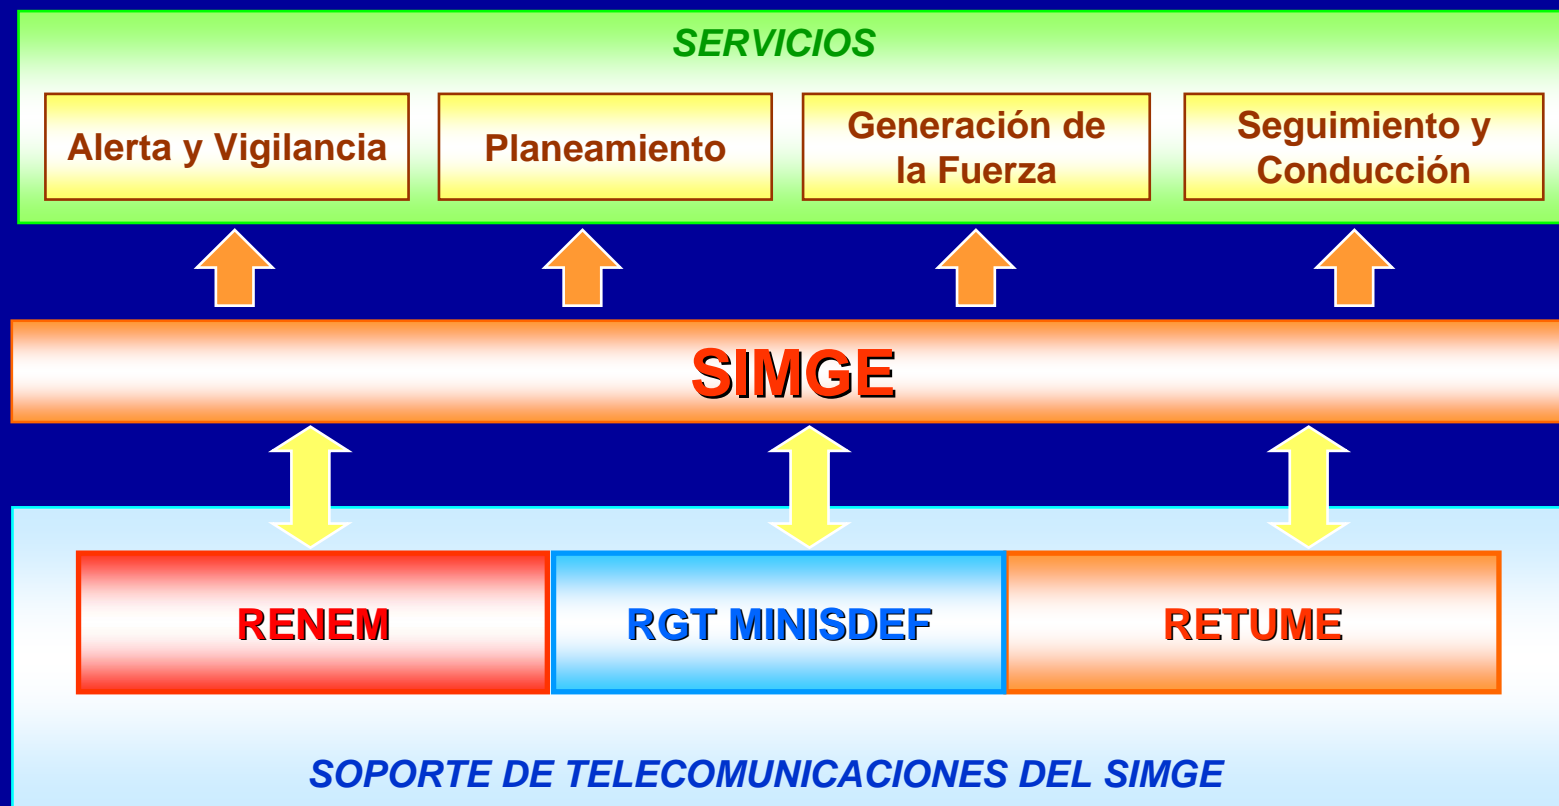 SERVICIOS
Alerta y Vigilancia
Planeamiento
Generación de
la Fuerza
Seguimiento y
Conducción
SIMGE
RENEM
RGT MINISDEF
RETUME
SOPORTE DE TELECOMUNICACIONES DEL SIMGE